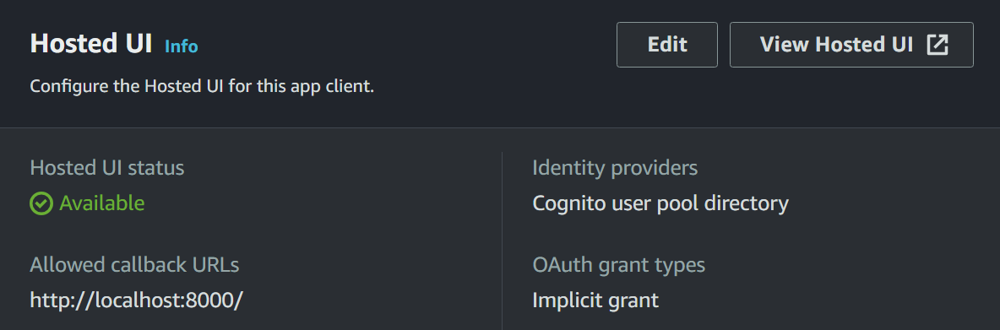 Hosted UI Info
Edit
View Hosted UI
Configure the Hosted UI for this app client.
Hosted UI status
Available
Identity providers
Cognito user pool directory
Allowed callback URLs
http://localhost:8000/
OAuth grant types
Implicit grant